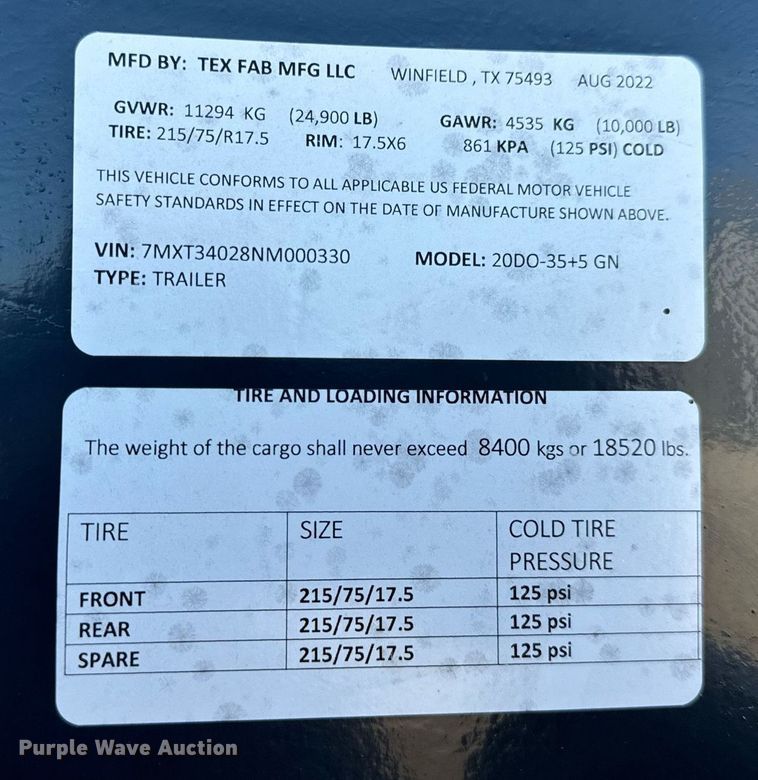 MFD BY: TEX FAB MFG LLC WINFIELD , TX 75493 AUG 2022
GVWR: 11294 KG (24,900 LB) GAWR: 4535 KG (10,000 LB)
TIRE: 215/75/R17.5 RIM: 17.5X6 861 KPA (125 PSI) COLD
THIS VEHICLE CONFORMS TO ALL APPLICABLE US FEDERAL MOTOR VEHICLE
SAFETY STANDARDS IN EFFECT ON THE DATE OF MANUFACTURE SHOWN ABOVE.
VIN: 7MXT34028NM000330 MODEL: 20DO-35+5 GN
TYPE: TRAILER
TIRE AND LOADING INFORMATION
The weight of the cargo shall never exceed 8400 kgs or 18520 lbs.
TIRE SIZE COLD TIRE
PRESSURE
FRONT 215/75/17.5 125 psi
REAR 215/75/17.5 125 psi
SPARE 215/75/17.5 125 psi
Purple Wave Auction